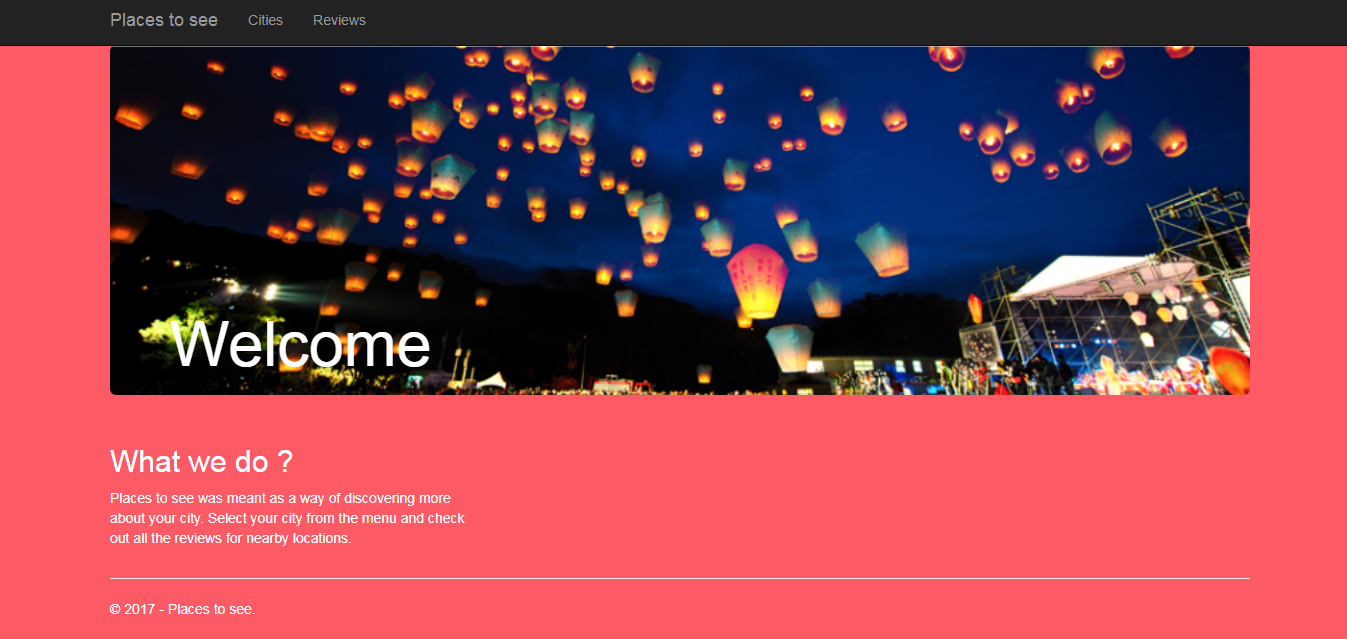 Places to see Cities Reviews
Welcome
What we do ?
Places to see was meant as a way of discovering more
about your city. Select your city from the menu and check
out all the reviews for nearby locations.
© 2017 - Places to see.